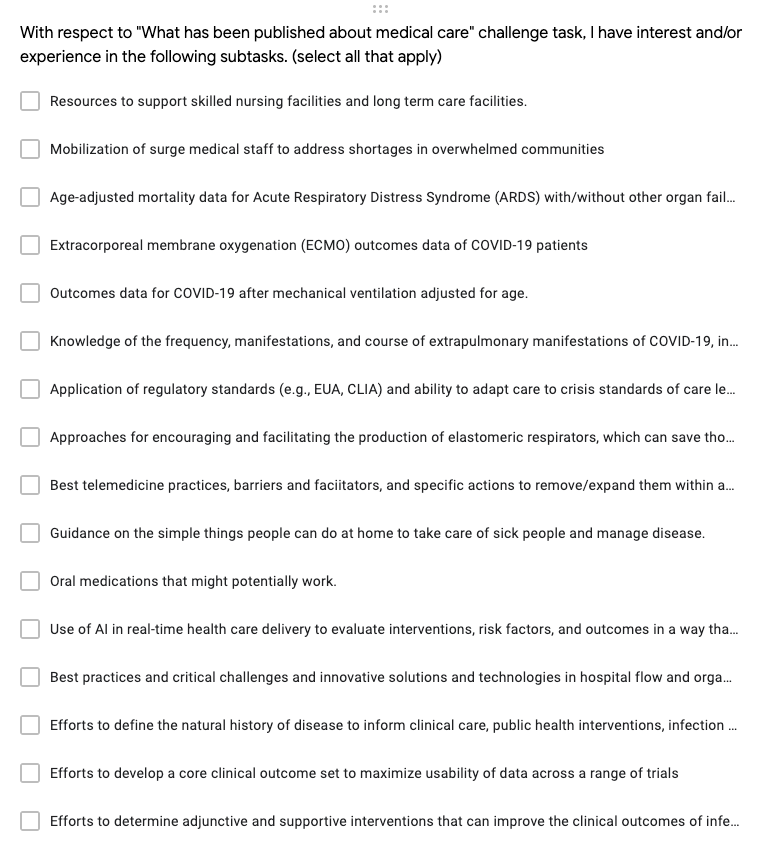 With respect to "What has been published about medical care" challenge task, I have interest and/or
experience in the following subtasks. (select all that apply)
Resources to support skilled nursing facilities and long term care facilities.
Mobilization of surge medical staff to address shortages in overwhelmed communities
Age-adjusted mortality data for Acute Respiratory Distress Syndrome (ARDS) with/without other organ fail...
Extracorporeal membrane oxygenation (ECMO) outcomes data of COVID-19 patients
Outcomes data for COVID-19 after mechanical ventilation adjusted for age.
Knowledge of the frequency, manifestations, and course of extrapulmonary manifestations of COVID-19, in...
Application of regulatory standards (e.g., EUA, CLIA) and ability to adapt care to crisis standards of care le...
Approaches for encouraging and facilitating the production of elastomeric respirators, which can save tho...
Best telemedicine practices, barriers and faciitators, and specific actions to remove/expand them within a...
Guidance on the simple things people can do at home to take care of sick people and manage disease.
Oral medications that might potentially work.
Use of AI in real-time health care delivery to evaluate interventions, risk factors, and outcomes in a way tha...
Best practices and critical challenges and innovative solutions and technologies in hospital flow and orga...
Efforts to define the natural history of disease to inform clinical care, public health interventions, infection ...
Efforts to develop a core clinical outcome set to maximize usability of data across a range of trials
Efforts to determine adjunctive and supportive interventions that can improve the clinical outcomes of infe...